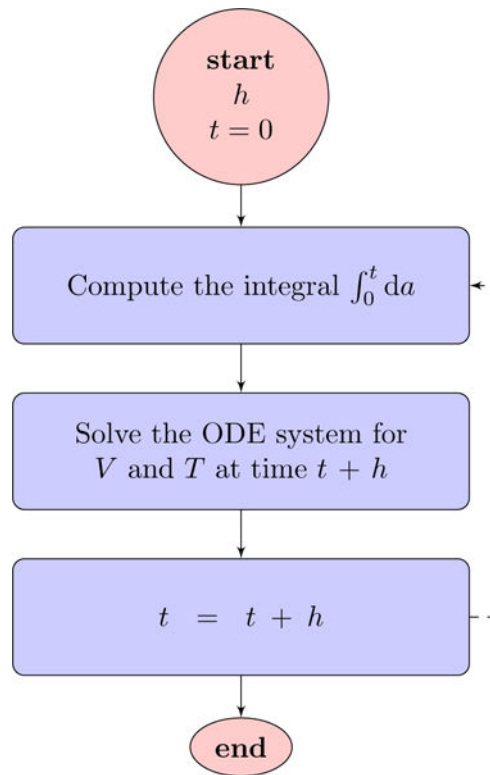 start
h
t = 0
Compute the integral ∫₀ᵗ da
Solve the ODE system for
V and T at time t + h
t = t + h
end